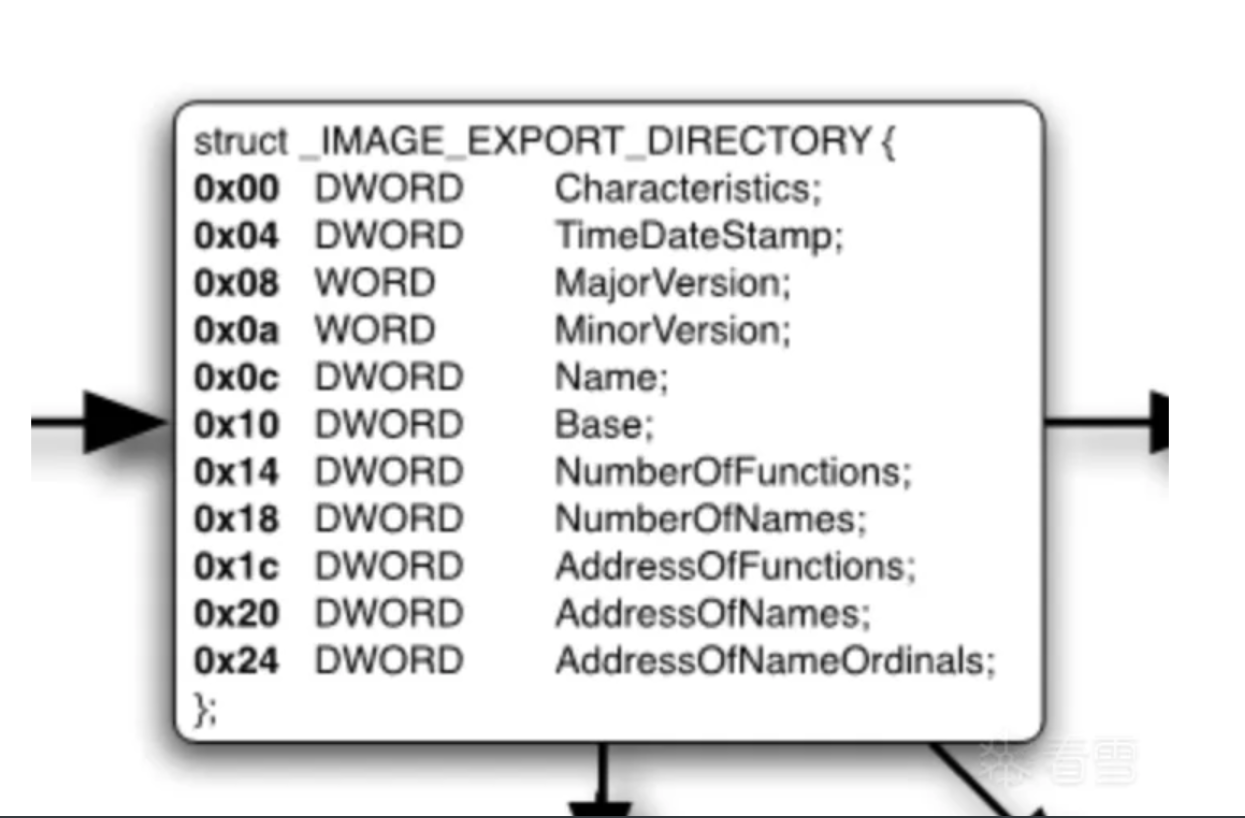 struct _IMAGE_EXPORT_DIRECTORY {
0x00 DWORD Characteristics;
0x04 DWORD TimeDateStamp;
0x08 WORD MajorVersion;
0x0a WORD MinorVersion;
0x0c DWORD Name;
0x10 DWORD Base;
0x14 DWORD NumberOfFunctions;
0x18 DWORD NumberOfNames;
0x1c DWORD AddressOfFunctions;
0x20 DWORD AddressOfNames;
0x24 DWORD AddressOfNameOrdinals;
};
看雪